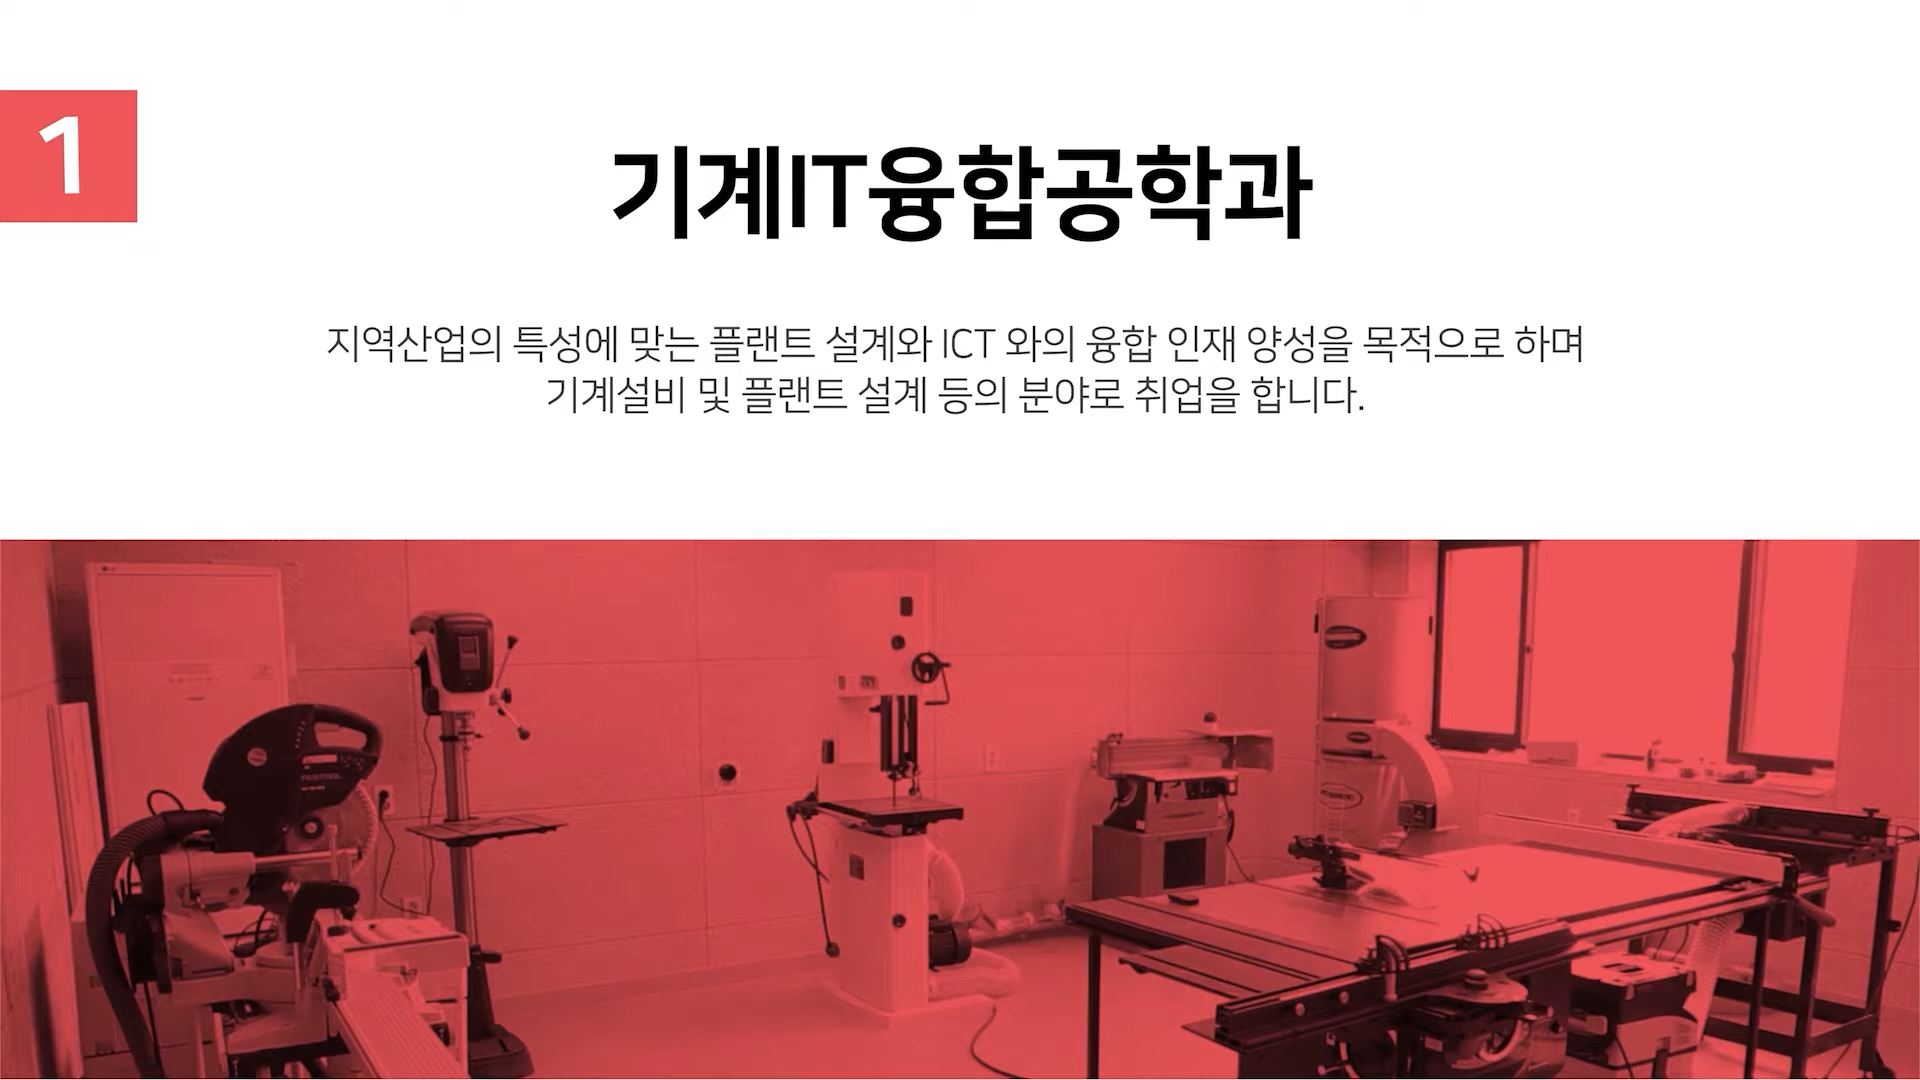 1
기계IT융합공학과
지역산업의 특성에 맞는 플랜트 설계와 ICT 와의 융합 인재 양성을 목적으로 하며
기계설비 및 플랜트 설계 등의 분야로 취업을 합니다.
FESTOOL